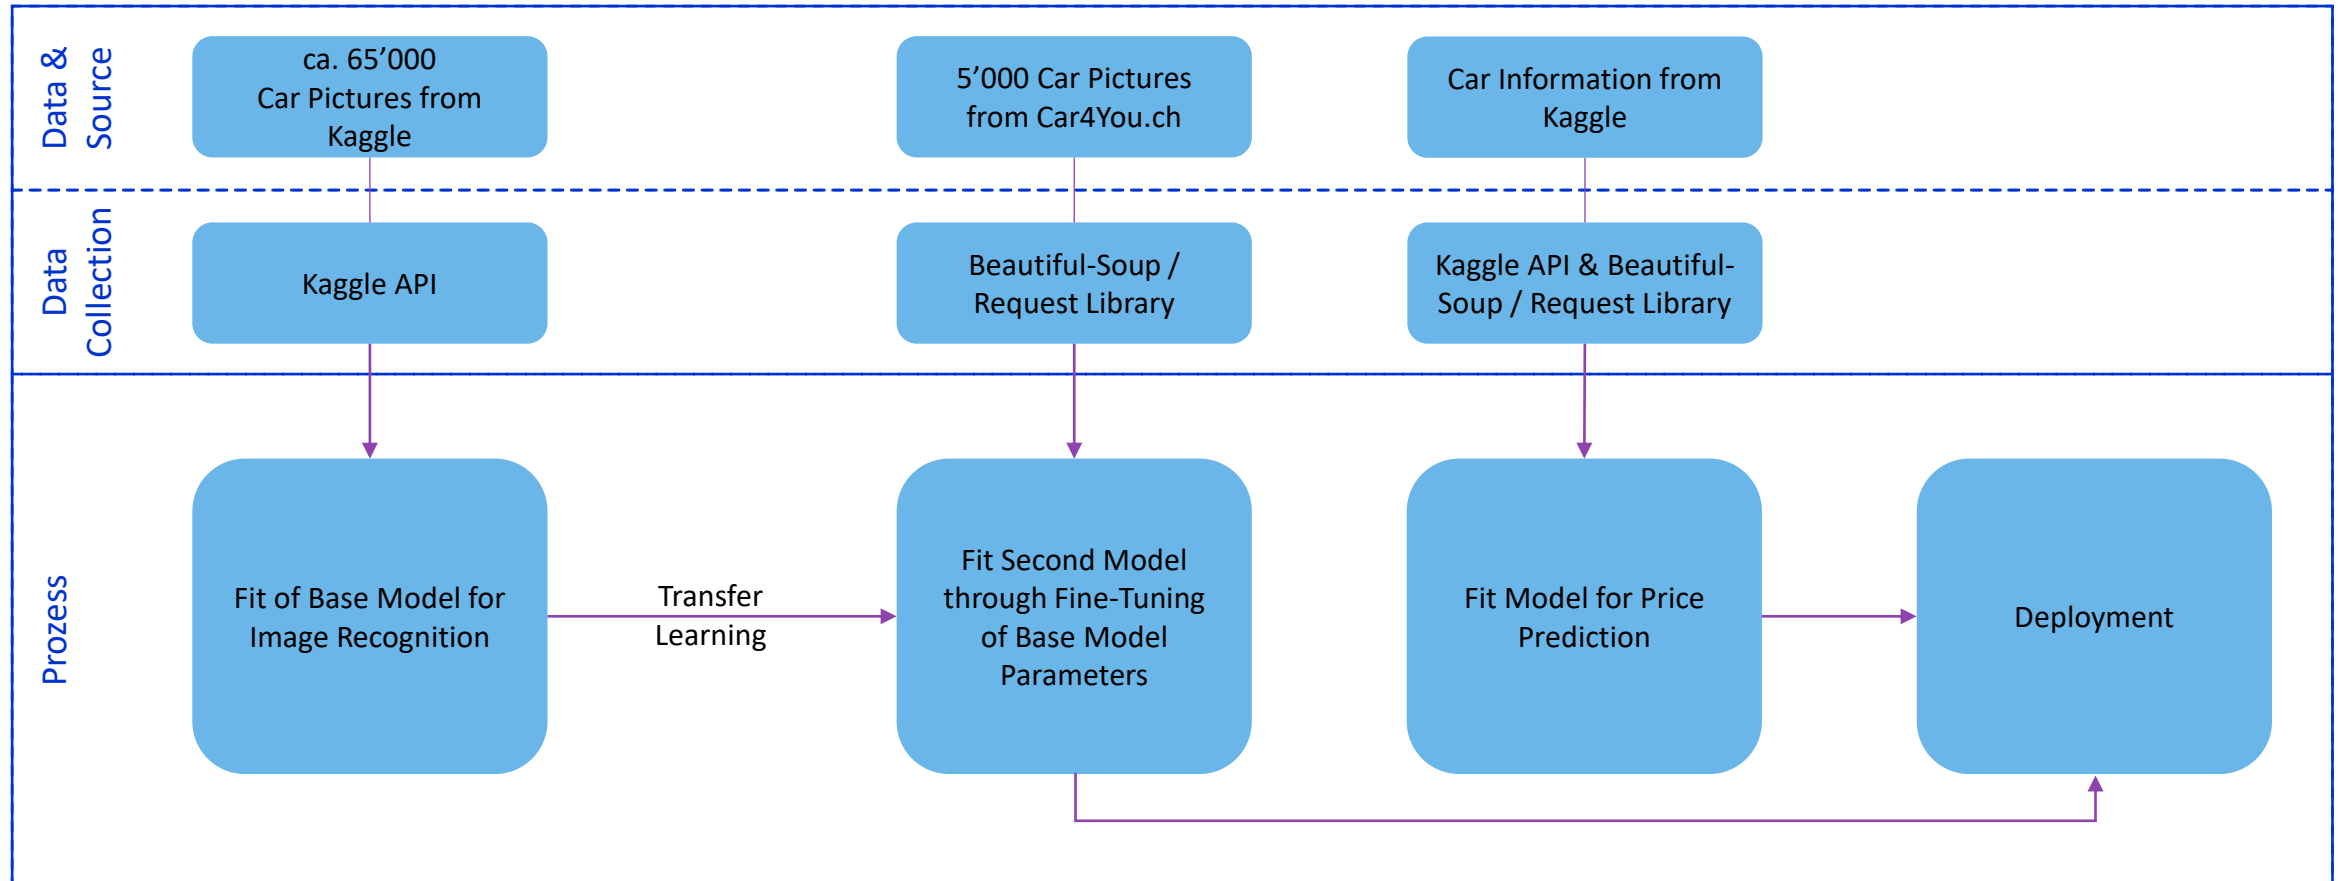 Data &
Source
ca. 65’000
Car Pictures from
Kaggle
5’000 Car Pictures
from Car4You.ch
Car Information from
Kaggle
Data
Collection
Kaggle API
Beautiful-Soup /
Request Library
Kaggle API & Beautiful-
Soup / Request Library
Prozess
Fit of Base Model for
Image Recognition
Transfer
Learning
Fit Second Model
through Fine-Tuning
of Base Model
Parameters
Fit Model for Price
Prediction
Deployment